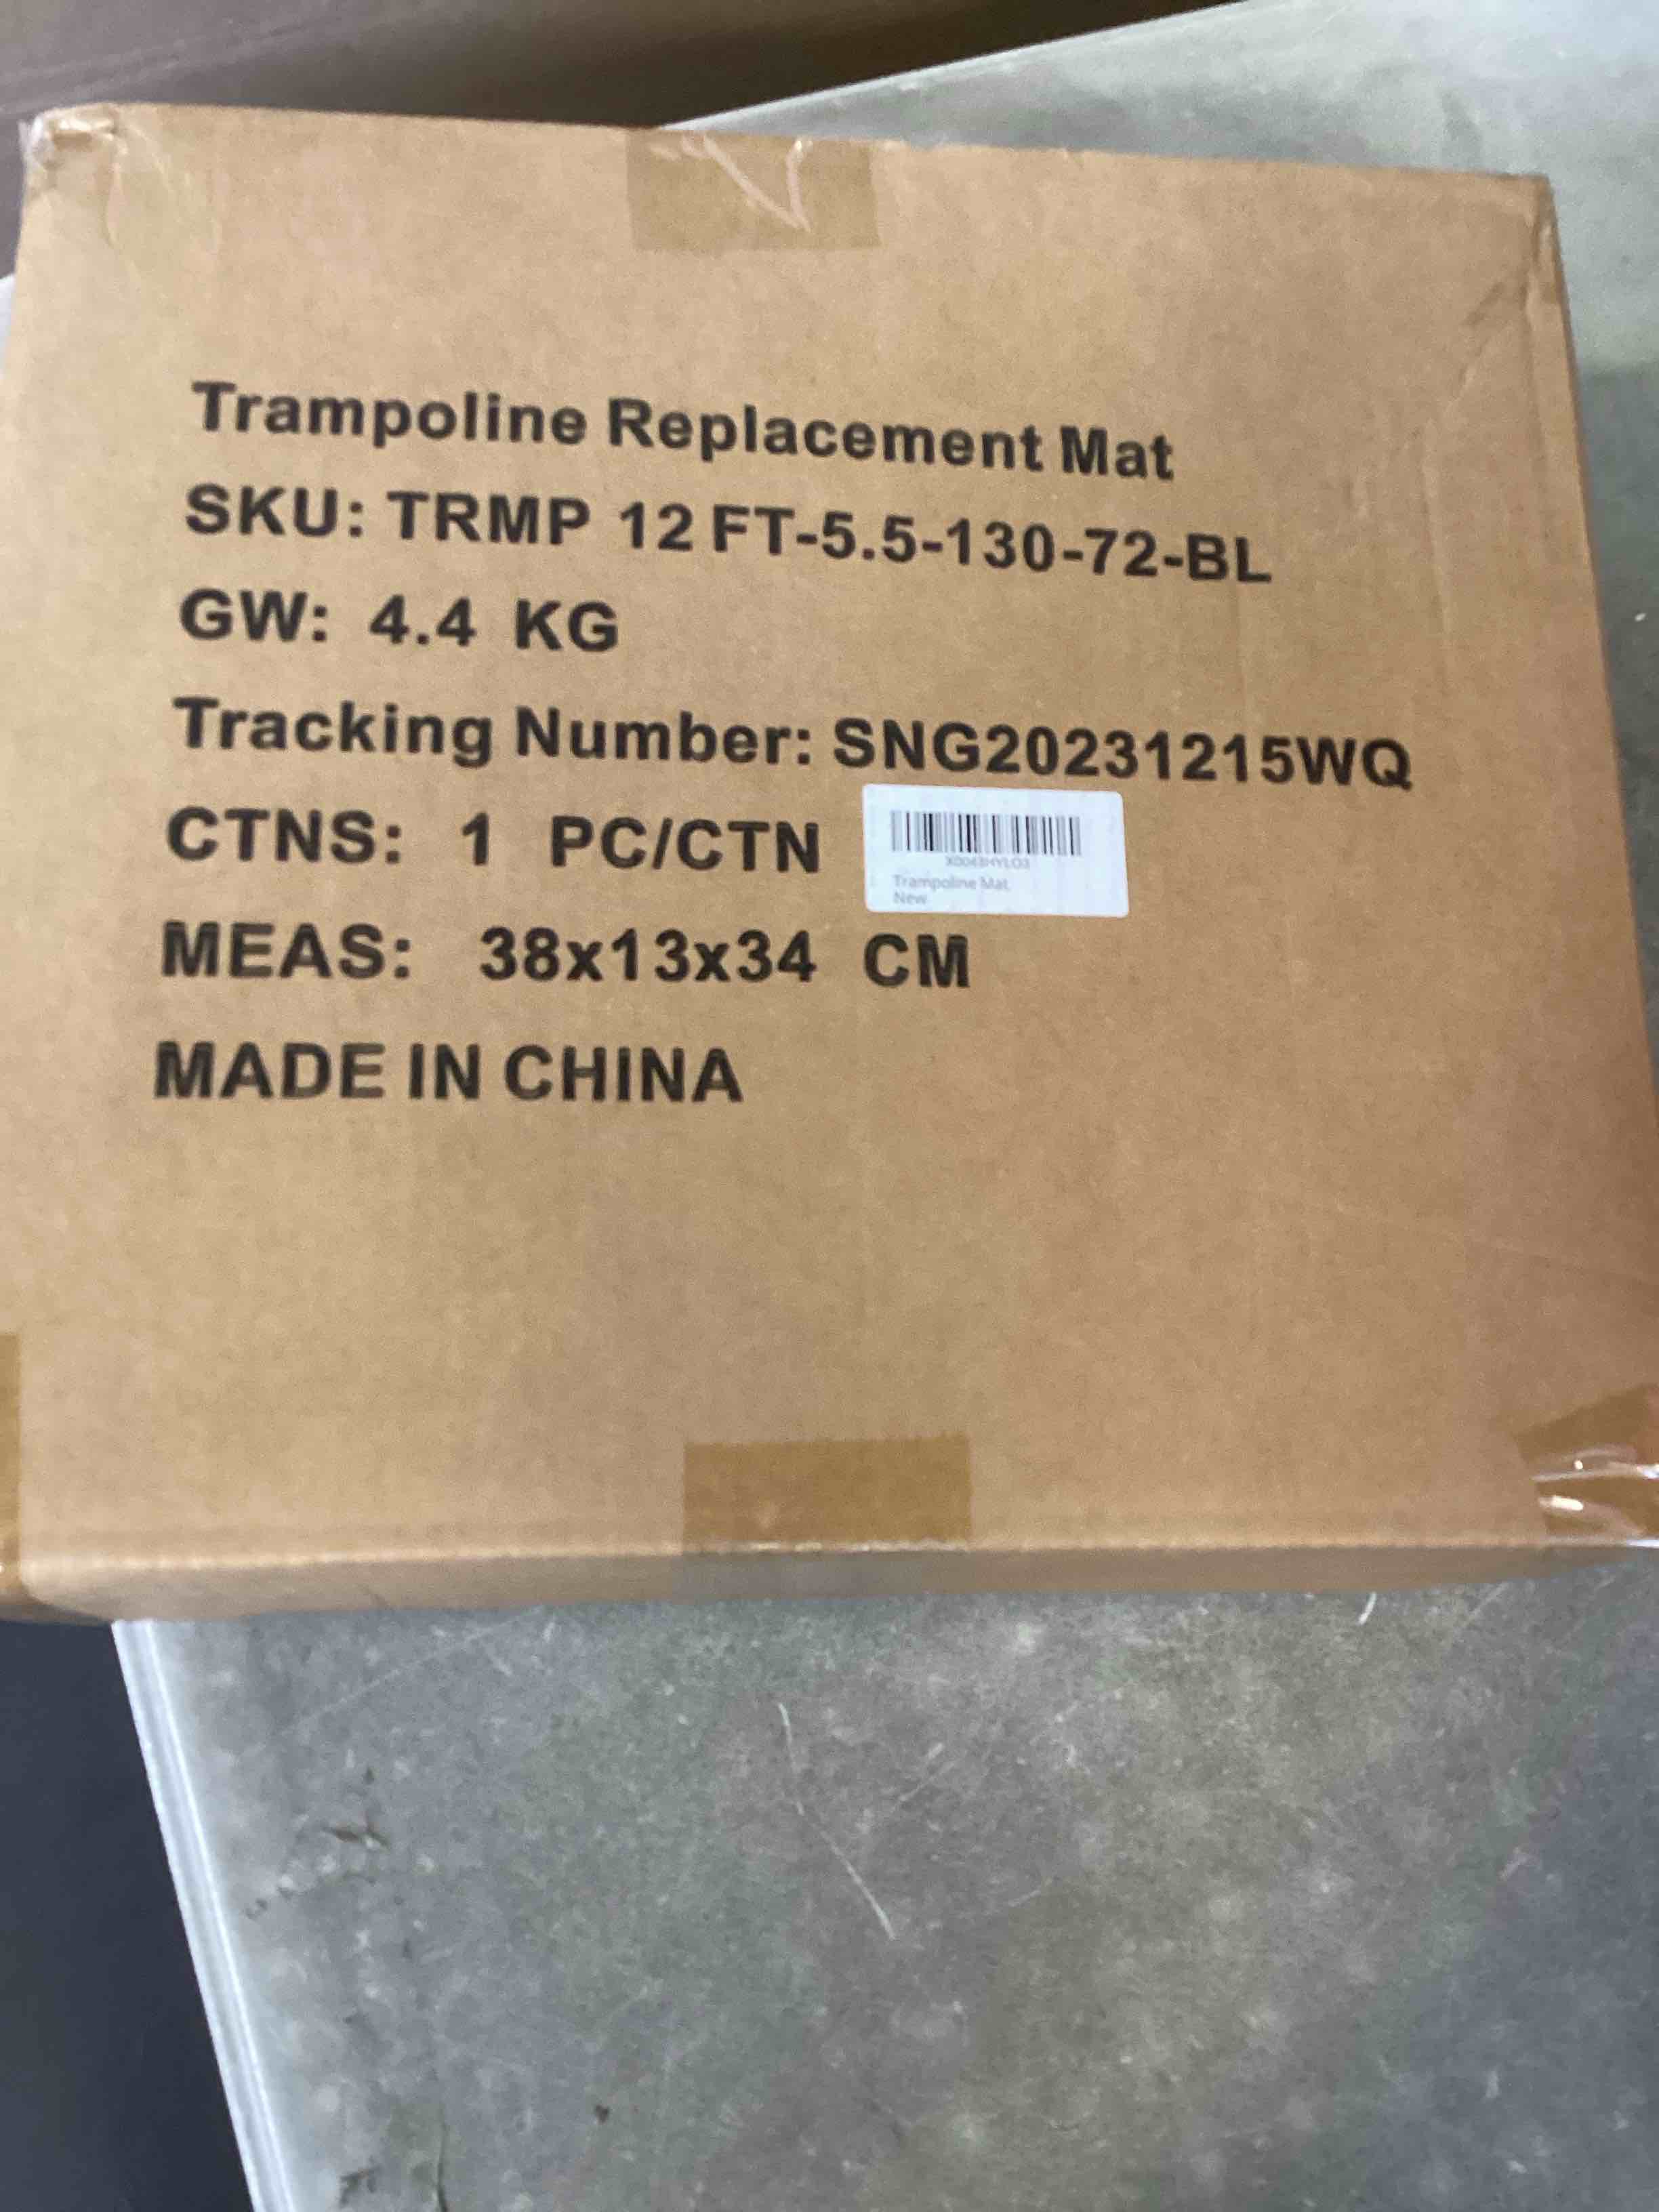 Trampoline Replacement Mat
SKU: TRMP 12 FT-5.5-130-72-BL
GW: 4.4 KG
Tracking Number: SNG20231215WQ
CTNS: 1 PC/CTN
Trampoline Mat
New
MEAS: 38x13x34 CM
MADE IN CHINA